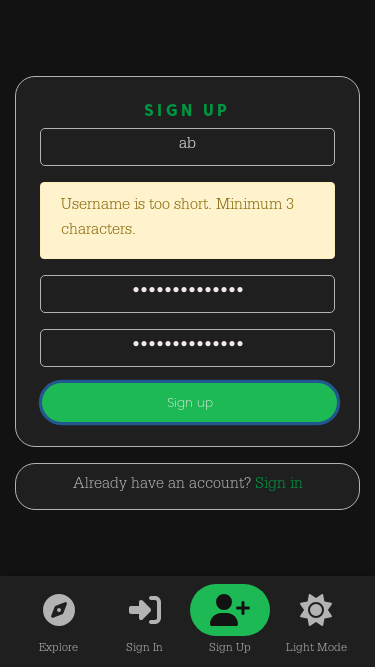 SIGN UP
ab
Username is too short. Minimum 3
characters.
••••••••••••••
••••••••••••••
Sign up
Already have an account? Sign in
Explore
Sign In
Sign Up
Light Mode